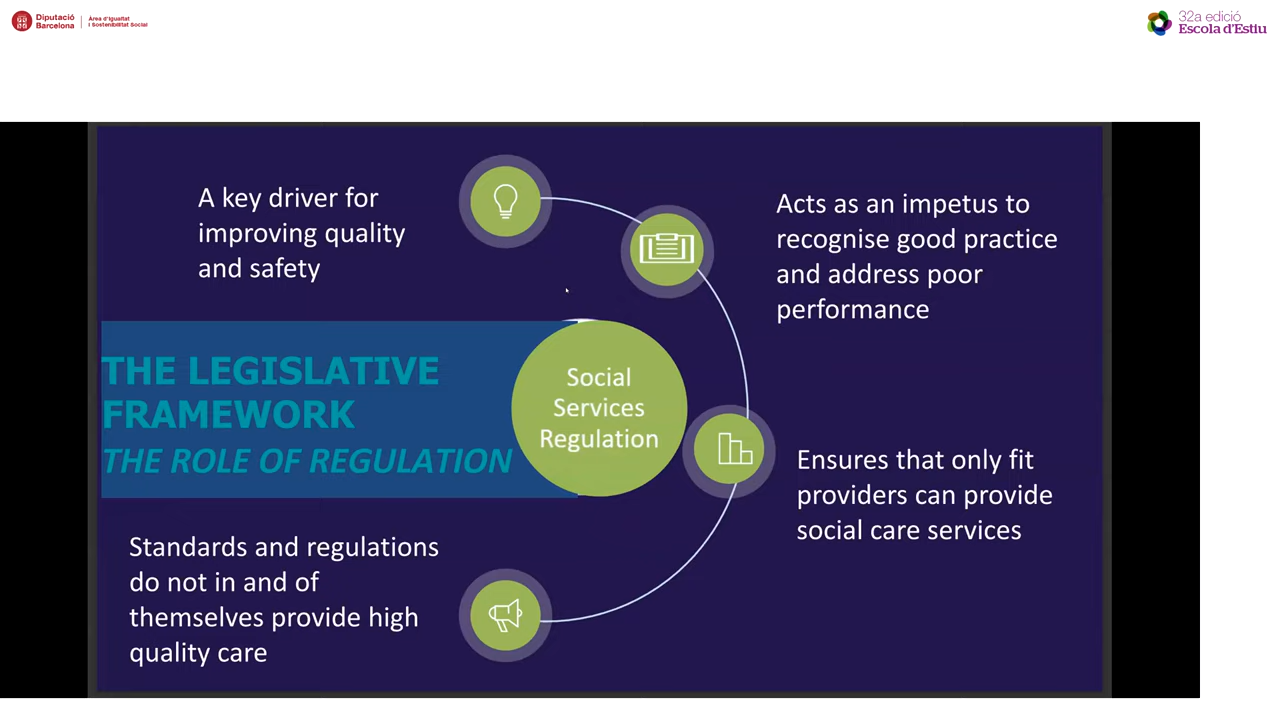 Diputació
Barcelona
Àrea d'Igualtat
i Sostenibilitat Social
32a edició
Escola d'Estiu
A key driver for
improving quality
and safety
Acts as an impetus to
recognise good practice
and address poor
performance
THE LEGISLATIVE
FRAMEWORK
THE ROLE OF REGULATION
Social
Services
Regulation
Ensures that only fit
providers can provide
social care services
Standards and regulations
do not in and of
themselves provide high
quality care